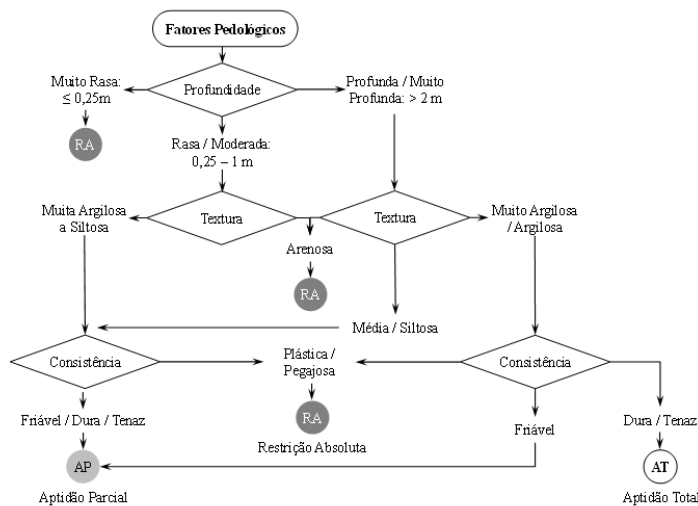 Fatores Pedológicos
Muito Rasa:
≤ 0,25m
Profundidade
Profunda / Muito
Profunda: > 2 m
RA
Rasa / Moderada:
0,25 – 1 m
Muita Argilosa
a Siltosa
Textura
Textura
Muito Argilosa
/ Argilosa
Arenosa
RA
Média / Siltosa
Consistência
Plástica /
Pegajosa
Consistência
RA
Friável / Dura / Tenaz
Restrição Absoluta
Friável
Dura / Tenaz
AP
AT
Aptidão Parcial
Aptidão Total